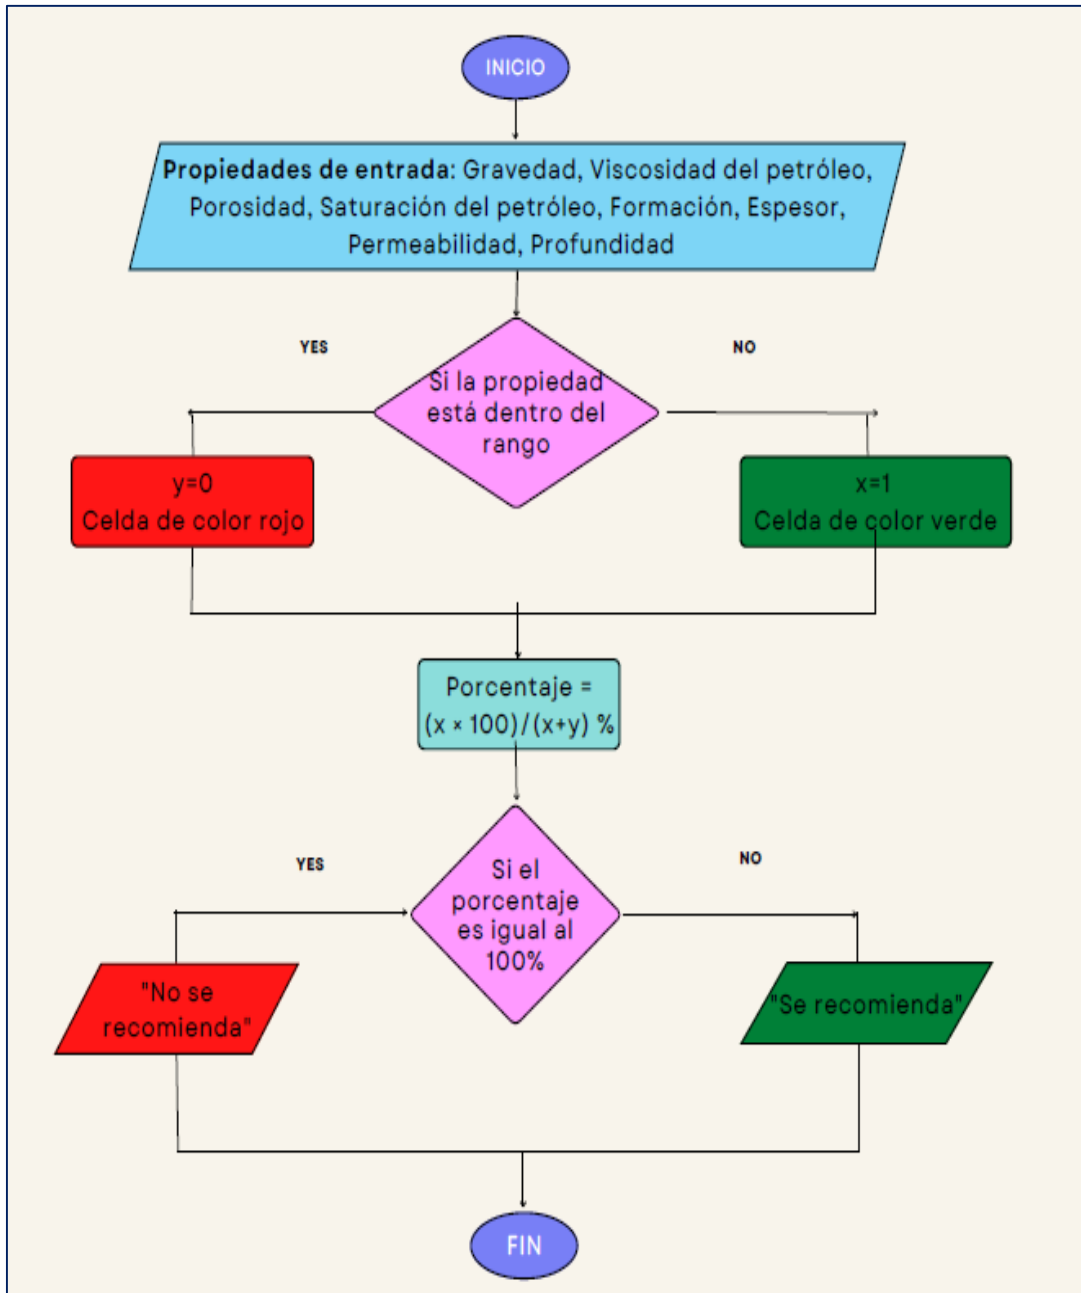 INICIO
Propiedades de entrada: Gravedad, Viscosidad del petróleo,
Porosidad, Saturación del petróleo, Formación, Espesor,
Permeabilidad, Profundidad
YES
NO
Si la propiedad
está dentro del
rango
y=0
Celda de color rojo
x=1
Celda de color verde
Porcentaje =
(x × 100)/(x+y) %
YES
NO
Si el
porcentaje
es igual al
100%
"No se
recomienda"
"Se recomienda"
FIN